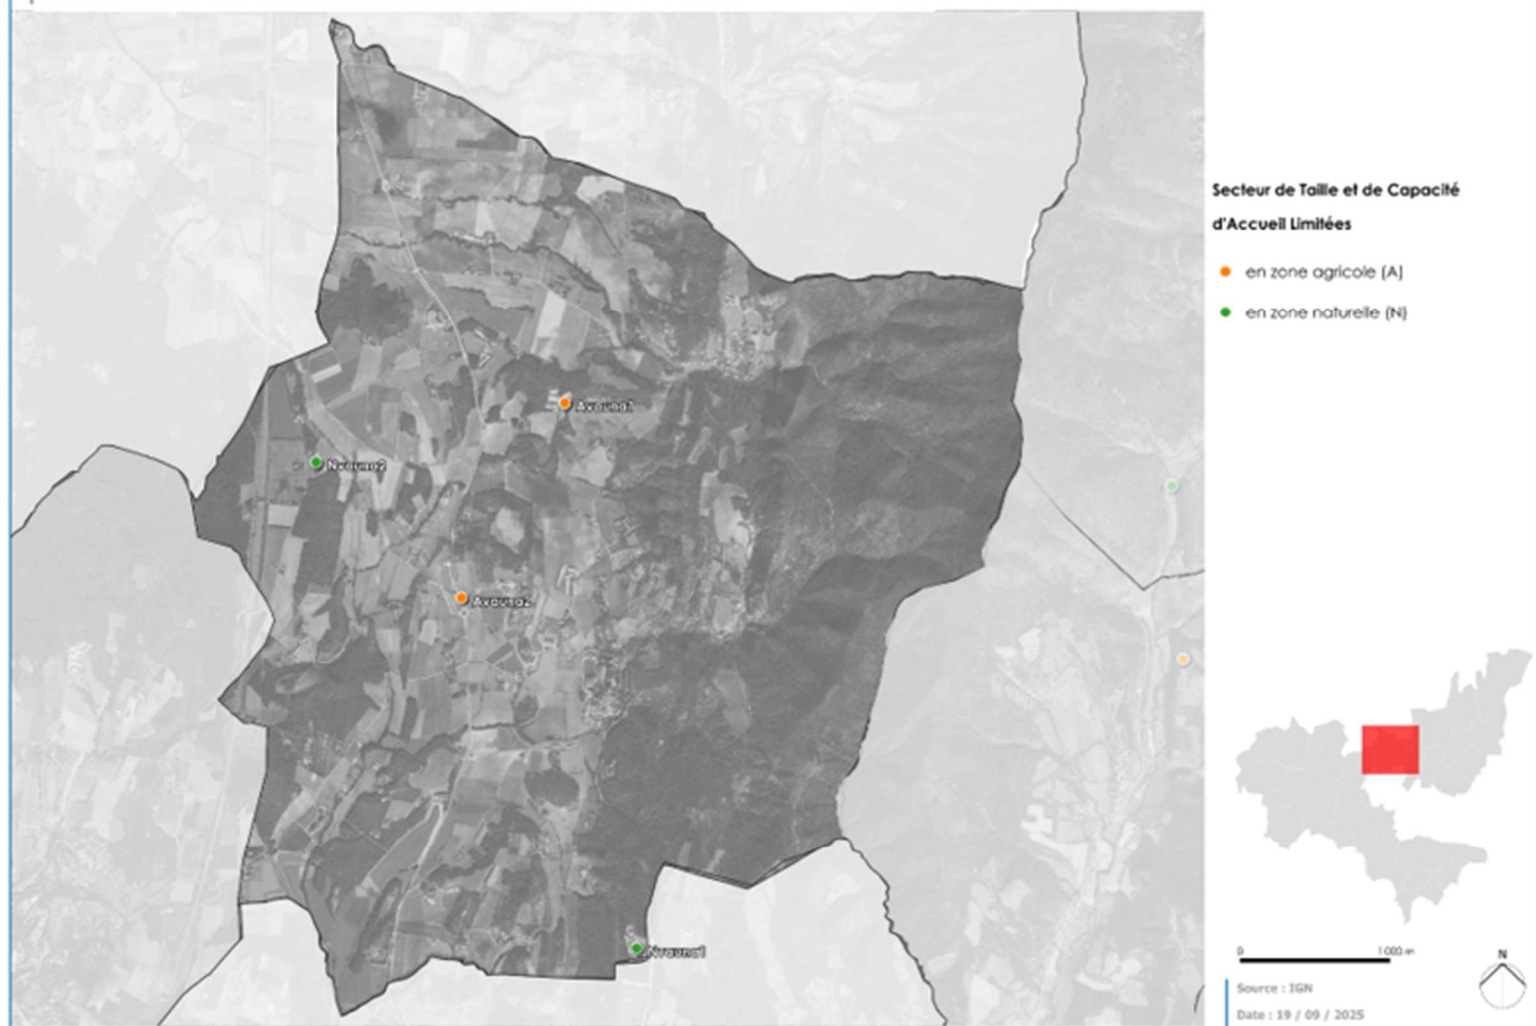 Secteur de Taille et de Capacité
d'Accueil Limitées
en zone agricole (A)
en zone naturelle (N)
Avauna1
Nvauna2
Avauna2
Nvauna1
0 1 000 m
N
Source : IGN
Date : 19 / 09 / 2025